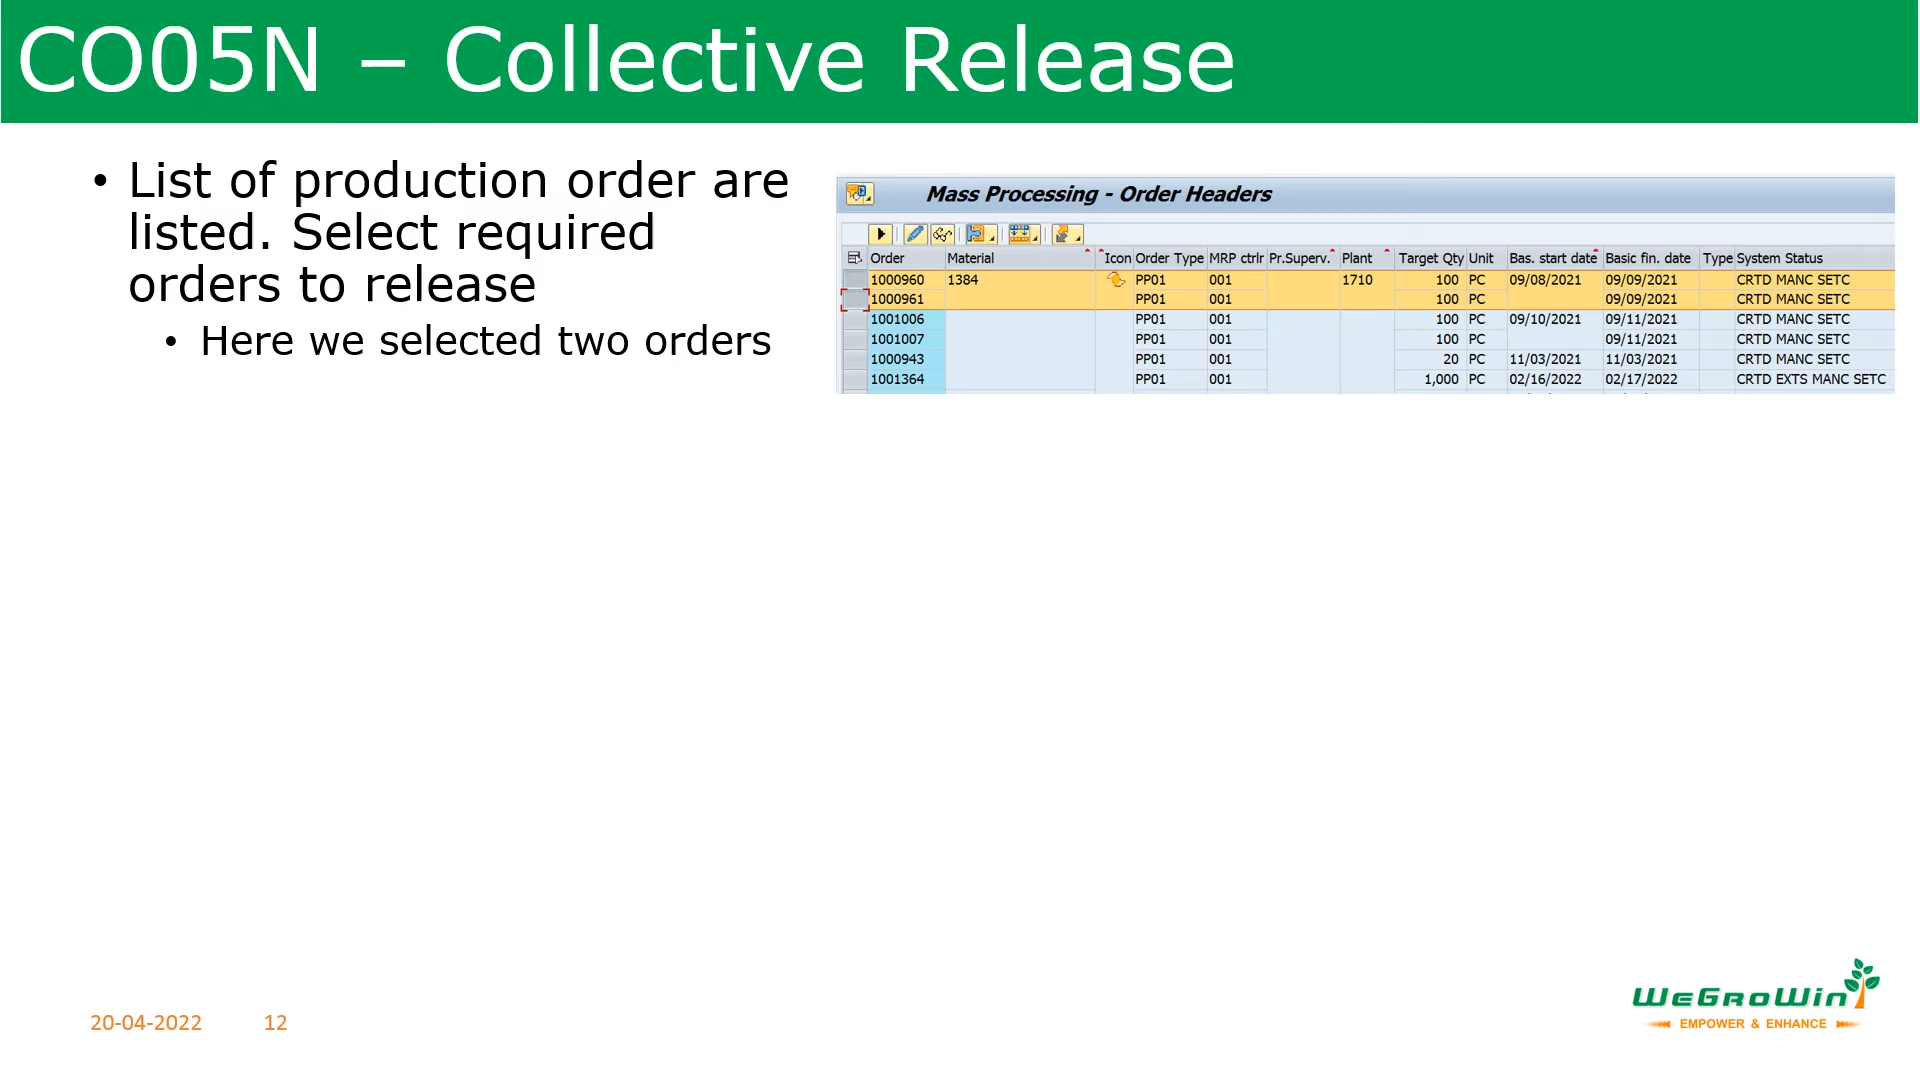 CO05N – Collective Release
• List of production order are
listed. Select required
orders to release
• Here we selected two orders
Mass Processing - Order Headers
Order Material Icon Order Type MRP ctrlr Pr.Superv. Plant Target Qty Unit Bas. start date Basic fin. date Type System Status
1000960 1384 PP01 001 1710 100 PC 09/08/2021 09/09/2021 CRTD MANC SETC
1000961 PP01 001 100 PC 09/09/2021 CRTD MANC SETC
1001006 PP01 001 100 PC 09/10/2021 09/11/2021 CRTD MANC SETC
1001007 PP01 001 100 PC 09/11/2021 CRTD MANC SETC
1000943 PP01 001 20 PC 11/03/2021 11/03/2021 CRTD MANC SETC
1001364 PP01 001 1,000 PC 02/16/2022 02/17/2022 CRTD EXTS MANC SETC
WeGroWin
EMPOWER & ENHANCE
20-04-2022 12